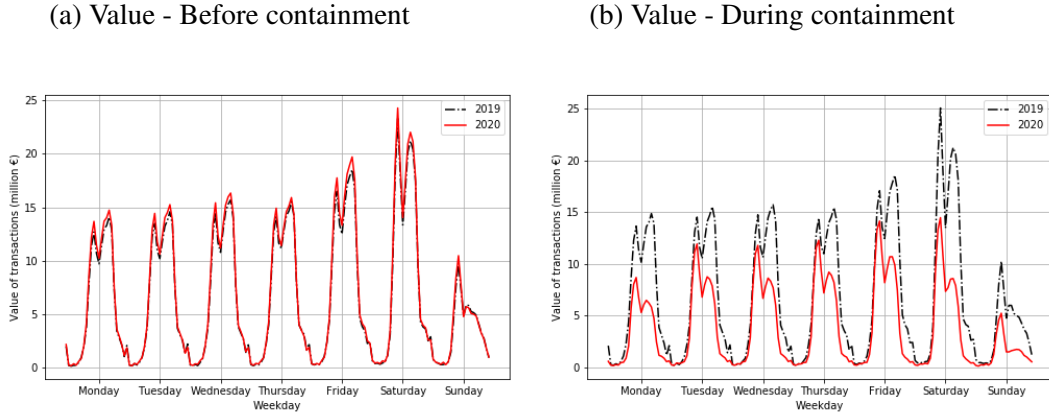 (a) Value - Before containment
(b) Value - During containment
25
20
15
10
5
0
Value of transactions (million €)
2019
2020
Monday Tuesday Wednesday Thursday Friday Saturday Sunday
Weekday
25
20
15
10
5
0
Value of transactions (million €)
2019
2020
Monday Tuesday Wednesday Thursday Friday Saturday Sunday
Weekday